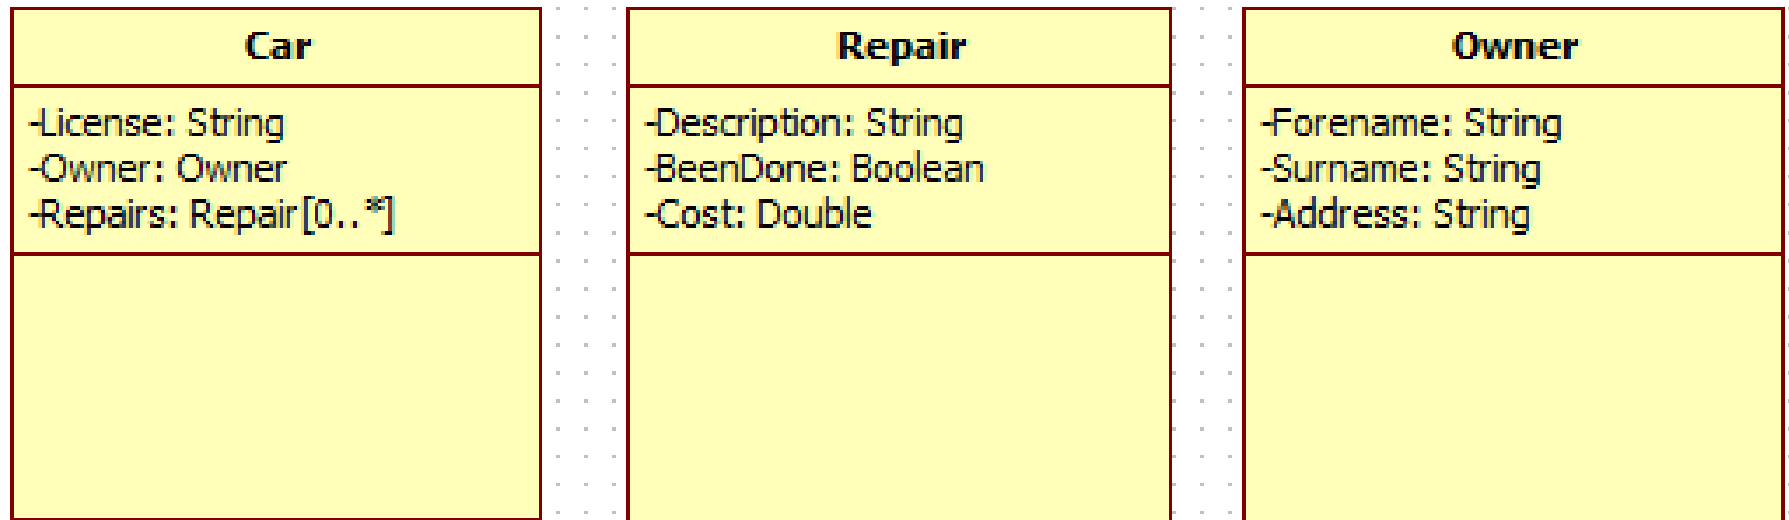 Car
-License: String
-Owner: Owner
-Repairs: Repair[0..*]
Repair
-Description: String
-BeenDone: Boolean
-Cost: Double
Owner
-Forename: String
-Surname: String
-Address: String